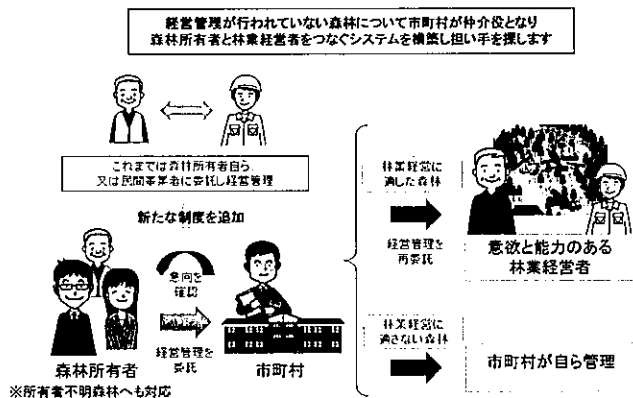 経営管理が行われていない森林について市町村が仲介役となり
森林所有者と林業経営者をつなぐシステムを構築し担い手を探します
これまでは森林所有者自ら、
又は民間事業者に委託し経営管理
新たな制度を追加
意向を
確認
経営管理を
委託
森林所有者
※所有者不明森林へも対応
市町村
林業経営に
適した森林
経営管理を
再委託
意欲と能力のある
林業経営者
林業経営に
適さない森林
市町村が自ら管理